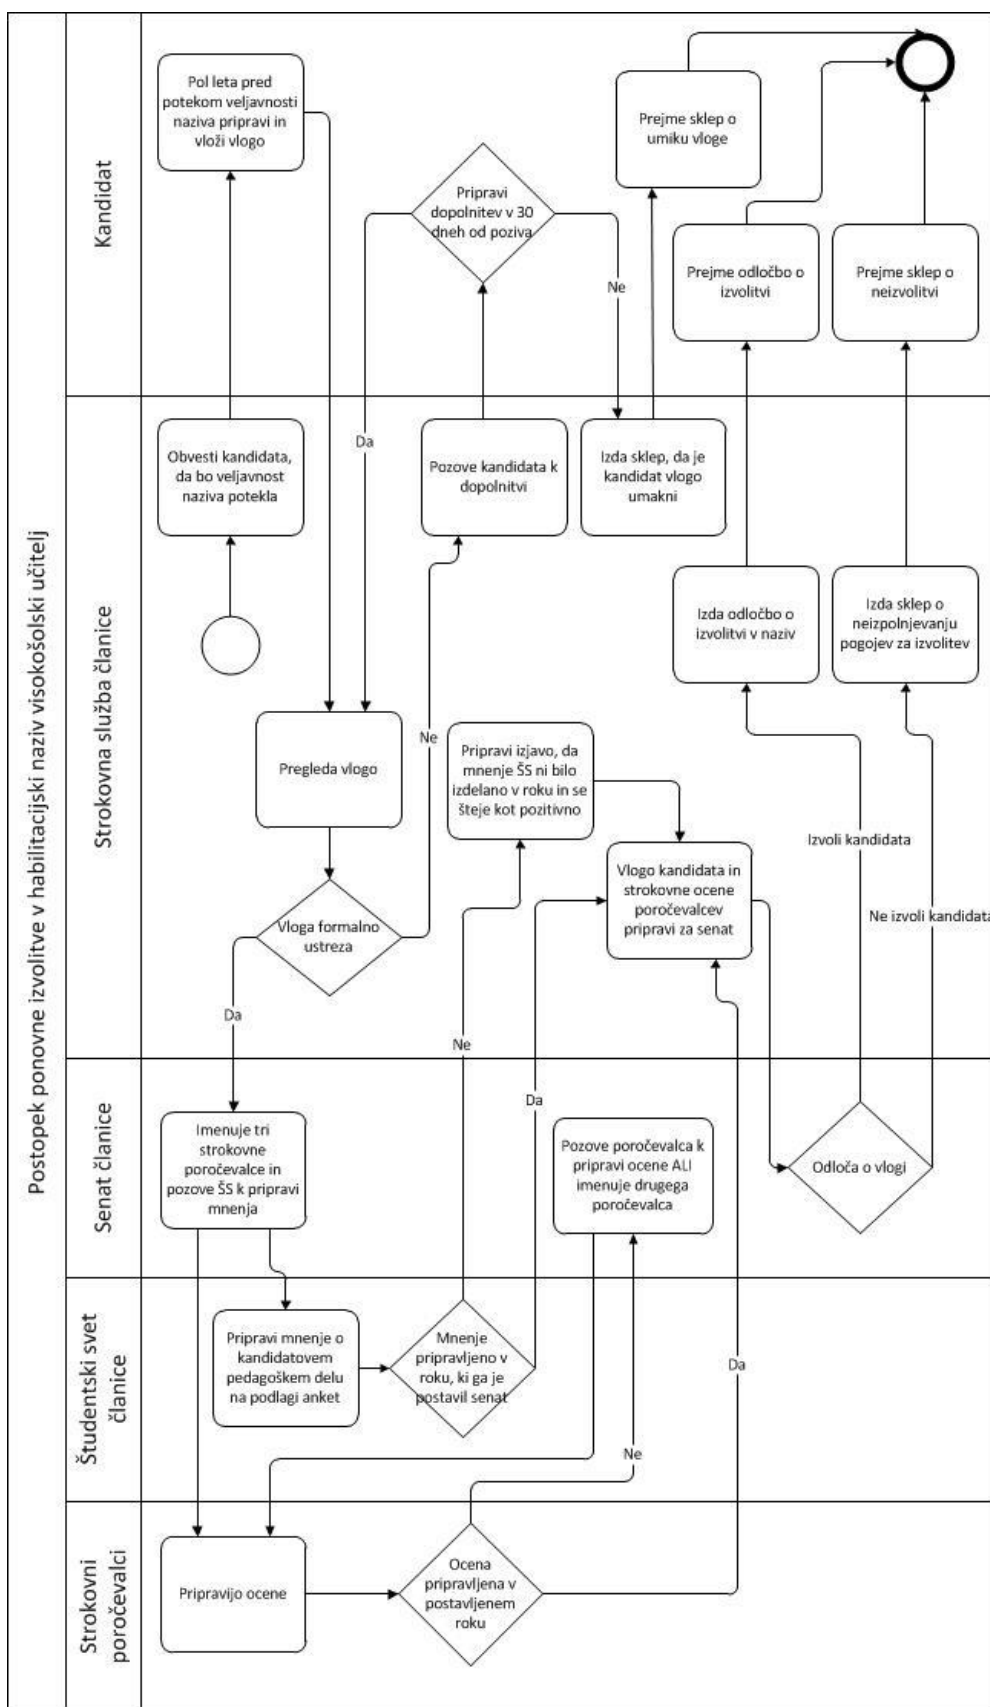 Postopek ponovne izvolitve v habilitacijski naziv visokošolski učitelj
Kandidat
Pol leta pred
potekom veljavnosti
naziva pripravi in
vloži vlogo
Pripravi
dopolnitev v 30
dneh od poziva
Prejme sklep o
umiku vloge
Prejme odločbo o
izvolitvi
Prejme sklep o
neizvolitvi
Ne
Da
Strokovna služba članice
Obvesti kandidata,
da bo veljavnost
naziva potekla
Pozove kandidata k
dopolnitvi
Izda sklep, da je
kandidat vlogo
umakni
Izda odločbo o
izvolitvi v naziv
Izda sklep o
neizpolnjevanju
pogojev za izvolitev
Pregleda vlogo
Ne
Pripravi izjavo, da
mnenje ŠS ni bilo
izdelano v roku in se
šteje kot pozitivno
Izvoli kandidata
Vlogo kandidata in
strokovne ocene
poročevalcev
pripravi za senat
Ne izvoli kandidata
Vloga formalno
ustreza
Da
Ne
Senat članice
Imenuje tri
strokovne
poročevalce in
pozove ŠS k pripravi
mnenja
Da
Pozove poročevalca k
pripravi ocene ALI
imenuje drugega
poročevalca
Odloča o vlogi
Študentski svet
članice
Pripravi mnenje o
kandidatovem
pedagoškem delu
na podlagi anket
Mnenje
pripravljeno v
roku, ki ga je
postavil senat
Da
Ne
Strokovni
poročevalci
Pripravijo ocene
Ocena
pripravljena v
postavljenem
roku